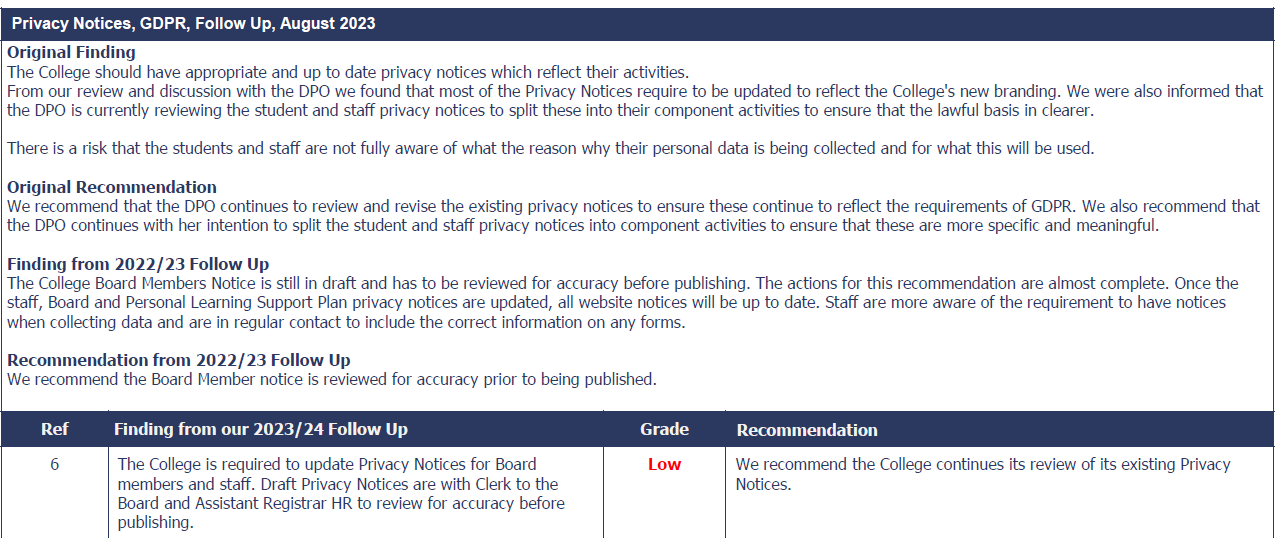 Privacy Notices, GDPR, Follow Up, August 2023
Original Finding
The College should have appropriate and up to date privacy notices which reflect their activities.
From our review and discussion with the DPO we found that most of the Privacy Notices require to be updated to reflect the College's new branding. We were also informed that
the DPO is currently reviewing the student and staff privacy notices to split these into their component activities to ensure that the lawful basis in clearer.
There is a risk that the students and staff are not fully aware of what the reason why their personal data is being collected and for what this will be used.
Original Recommendation
We recommend that the DPO continues to review and revise the existing privacy notices to ensure these continue to reflect the requirements of GDPR. We also recommend that
the DPO continues with her intention to split the student and staff privacy notices into component activities to ensure that these are more specific and meaningful.
Finding from 2022/23 Follow Up
The College Board Members Notice is still in draft and has to be reviewed for accuracy before publishing. The actions for this recommendation are almost complete. Once the
staff, Board and Personal Learning Support Plan privacy notices are updated, all website notices will be up to date. Staff are more aware of the requirement to have notices
when collecting data and are in regular contact to include the correct information on any forms.
Recommendation from 2022/23 Follow Up
We recommend the Board Member notice is reviewed for accuracy prior to being published.
Ref Finding from our 2023/24 Follow Up Grade Recommendation
6 The College is required to update Privacy Notices for Board Low We recommend the College continues its review of its existing Privacy
members and staff. Draft Privacy Notices are with Clerk to the Notices.
Board and Assistant Registrar HR to review for accuracy before
publishing.